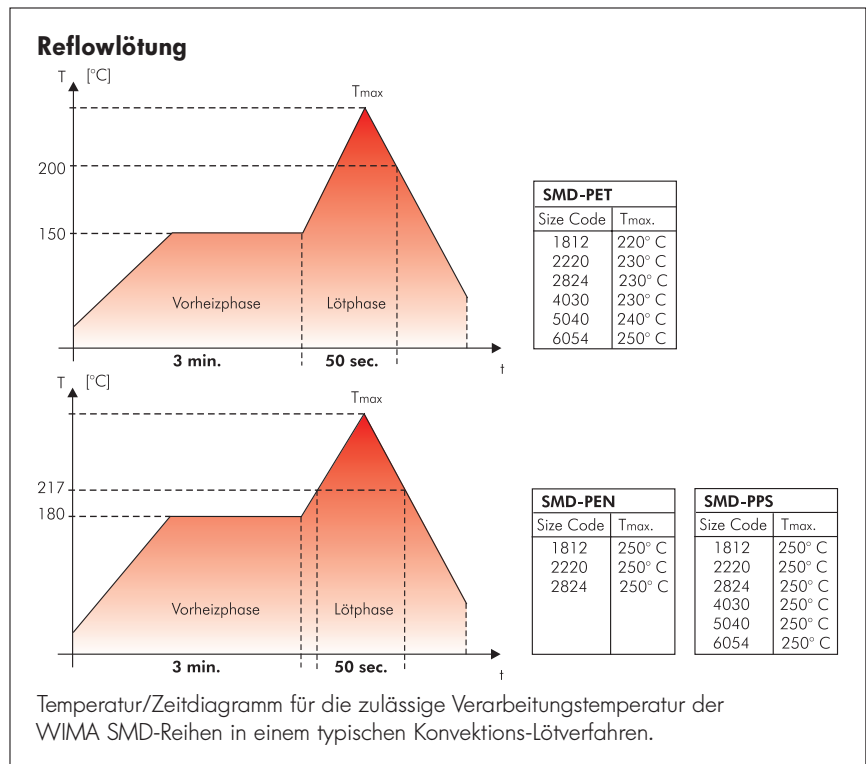 Reflowlötung
T [°C]
Tmax
200
150
Vorheizphase
Lötphase
3 min.
50 sec.
t
SMD-PET
Size Code Tmax.
1812 220° C
2220 230° C
2824 230° C
4030 230° C
5040 240° C
6054 250° C
T [°C]
Tmax
217
180
Vorheizphase
Lötphase
3 min.
50 sec.
t
SMD-PEN
Size Code Tmax.
1812 250° C
2220 250° C
2824 250° C
SMD-PPS
Size Code Tmax.
1812 250° C
2220 250° C
2824 250° C
4030 250° C
5040 250° C
6054 250° C
Temperatur/Zeitdiagramm für die zulässige Verarbeitungstemperatur der
WIMA SMD-Reihen in einem typischen Konvektions-Lötverfahren.